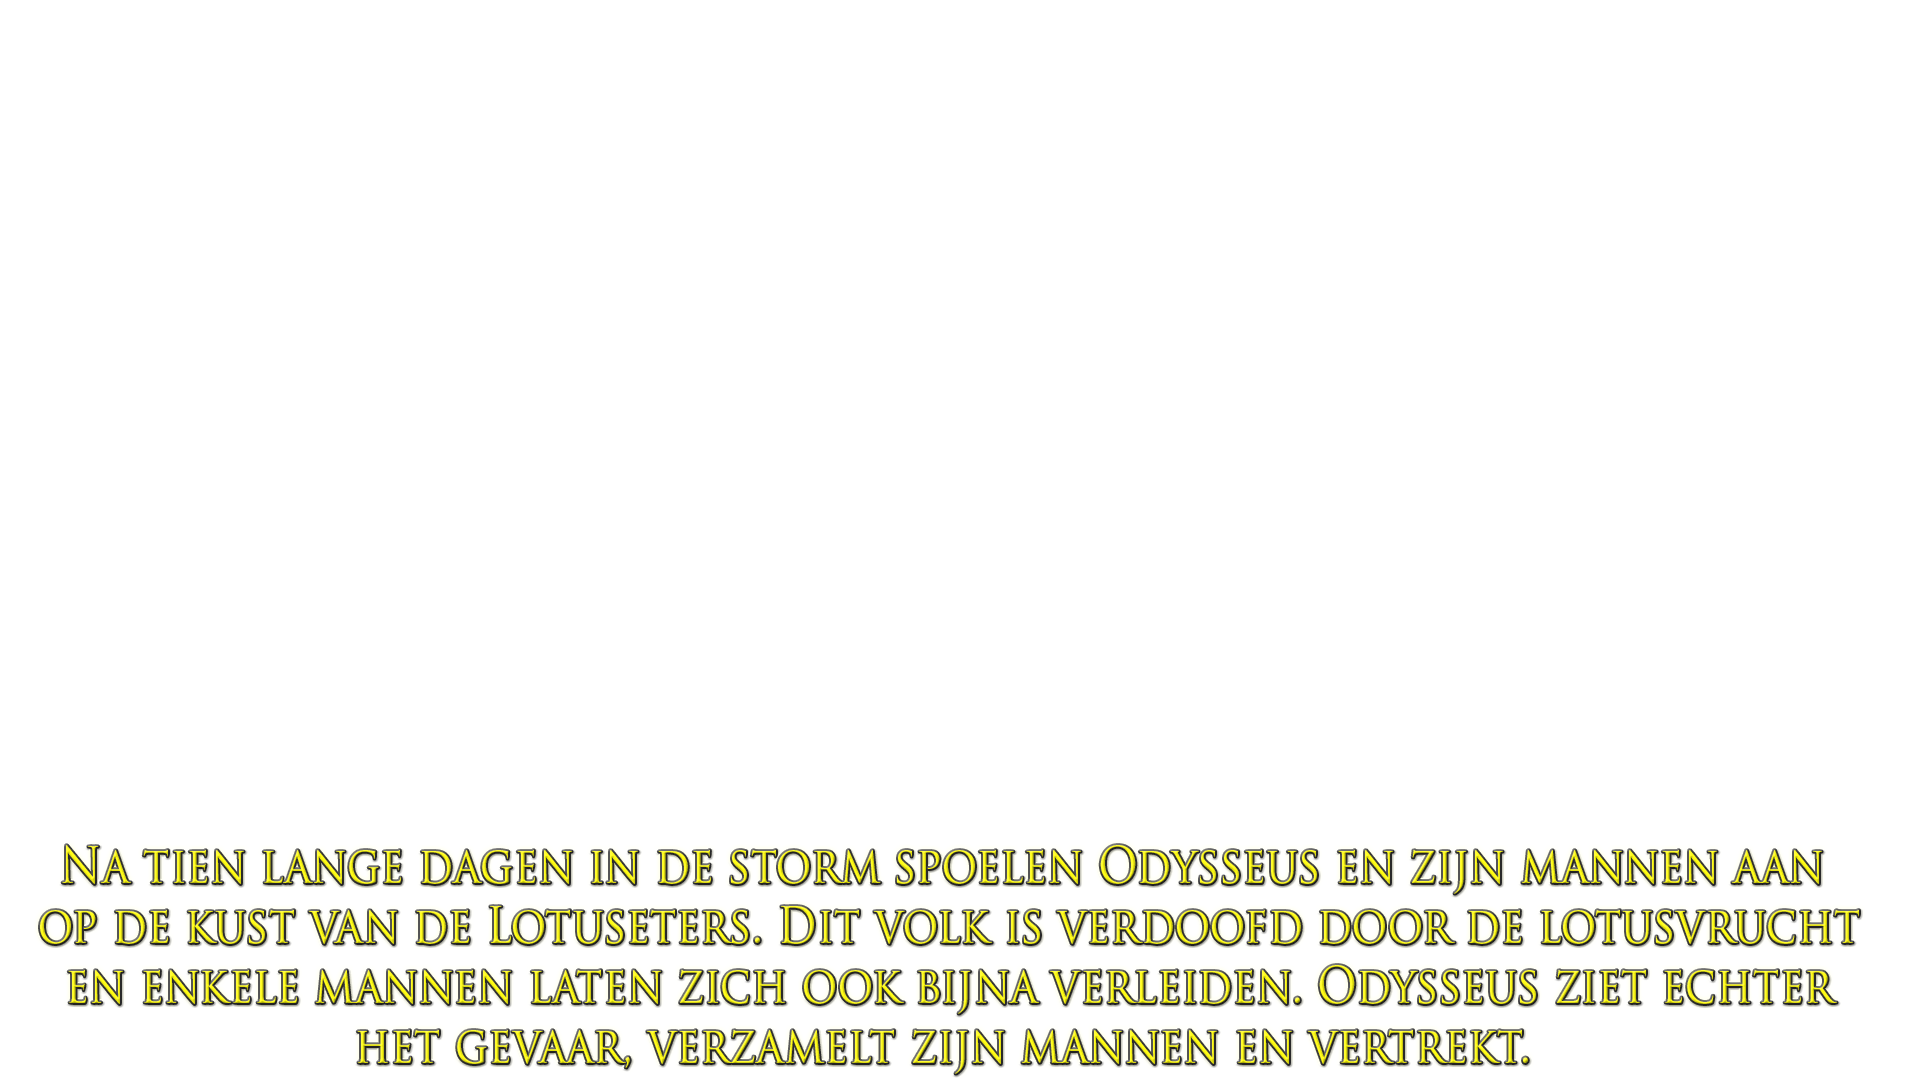 Na tien lange dagen in de storm spoelen Odysseus en zijn mannen aan
op de kust van de Lotuseters. Dit volk is verdoofd door de lotusvrucht
en enkele mannen laten zich ook bijna verleiden. Odysseus ziet echter
het gevaar, verzamelt zijn mannen en vertrekt.